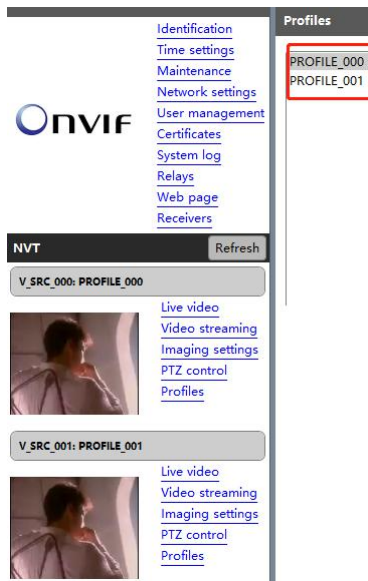 Identification
Time settings
Maintenance
Network settings
User management
Certificates
System log
Relays
Web page
Receivers
ONVIF
NVT
Refresh
V_SRC_000: PROFILE_000
Live video
Video streaming
Imaging settings
PTZ control
Profiles
V_SRC_001: PROFILE_001
Live video
Video streaming
Imaging settings
PTZ control
Profiles
Profiles
PROFILE_000
PROFILE_001